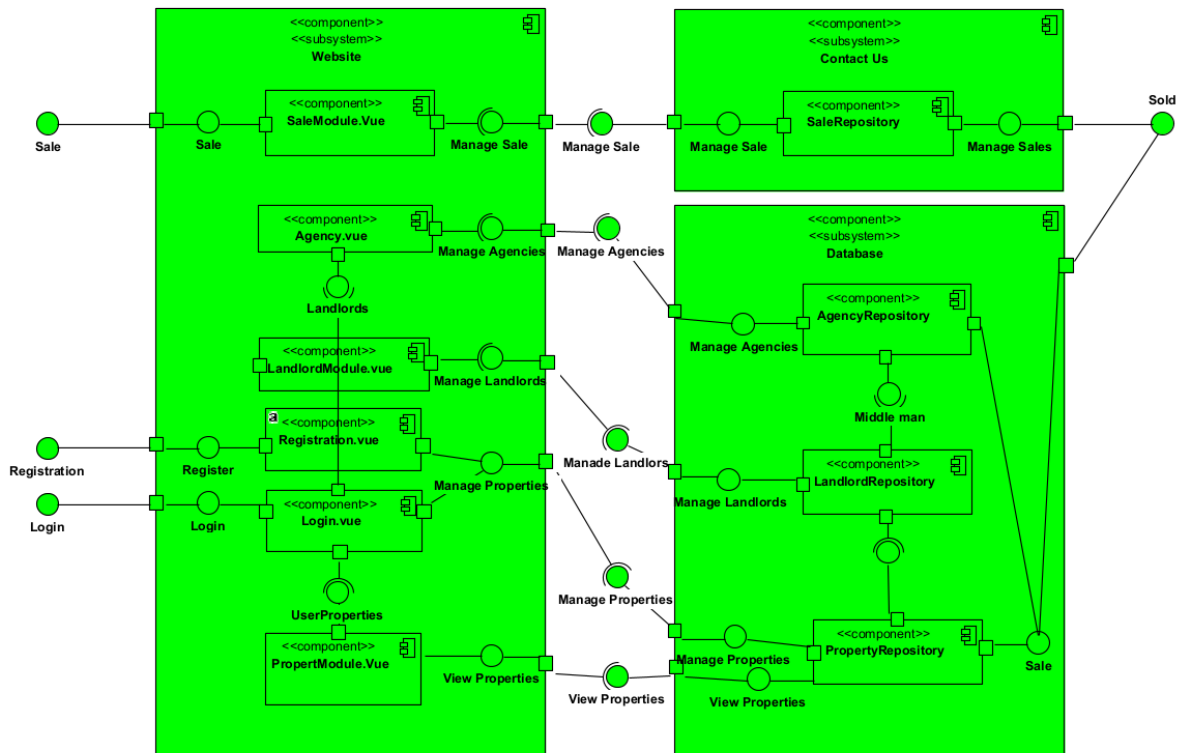 <<component>>
<<subsystem>>
Website
<<component>>
<<subsystem>>
Contact Us
<<component>>
SaleModule.Vue
<<component>>
SaleRepository
Sold
Sale
Sale
Manage Sale
Manage Sale
Manage Sale
Manage Sales
<<component>>
Agency.vue
Manage Agencies
Manage Agencies
<<component>>
<<subsystem>>
Database
Landlords
<<component>>
AgencyRepository
Manage Agencies
<<component>>
LandlordModule.vue
Manage Landlords
Middle man
a
<<component>>
Registration.vue
Registration
Register
Manage Properties
Manade Landlors
<<component>>
LandlordRepository
Manage Landlords
<<component>>
Login.vue
Login
Login
UserProperties
Manage Properties
<<component>>
PropertModule.Vue
View Properties
View Properties
<<component>>
PropertyRepository
Manage Properties
View Properties
Sale